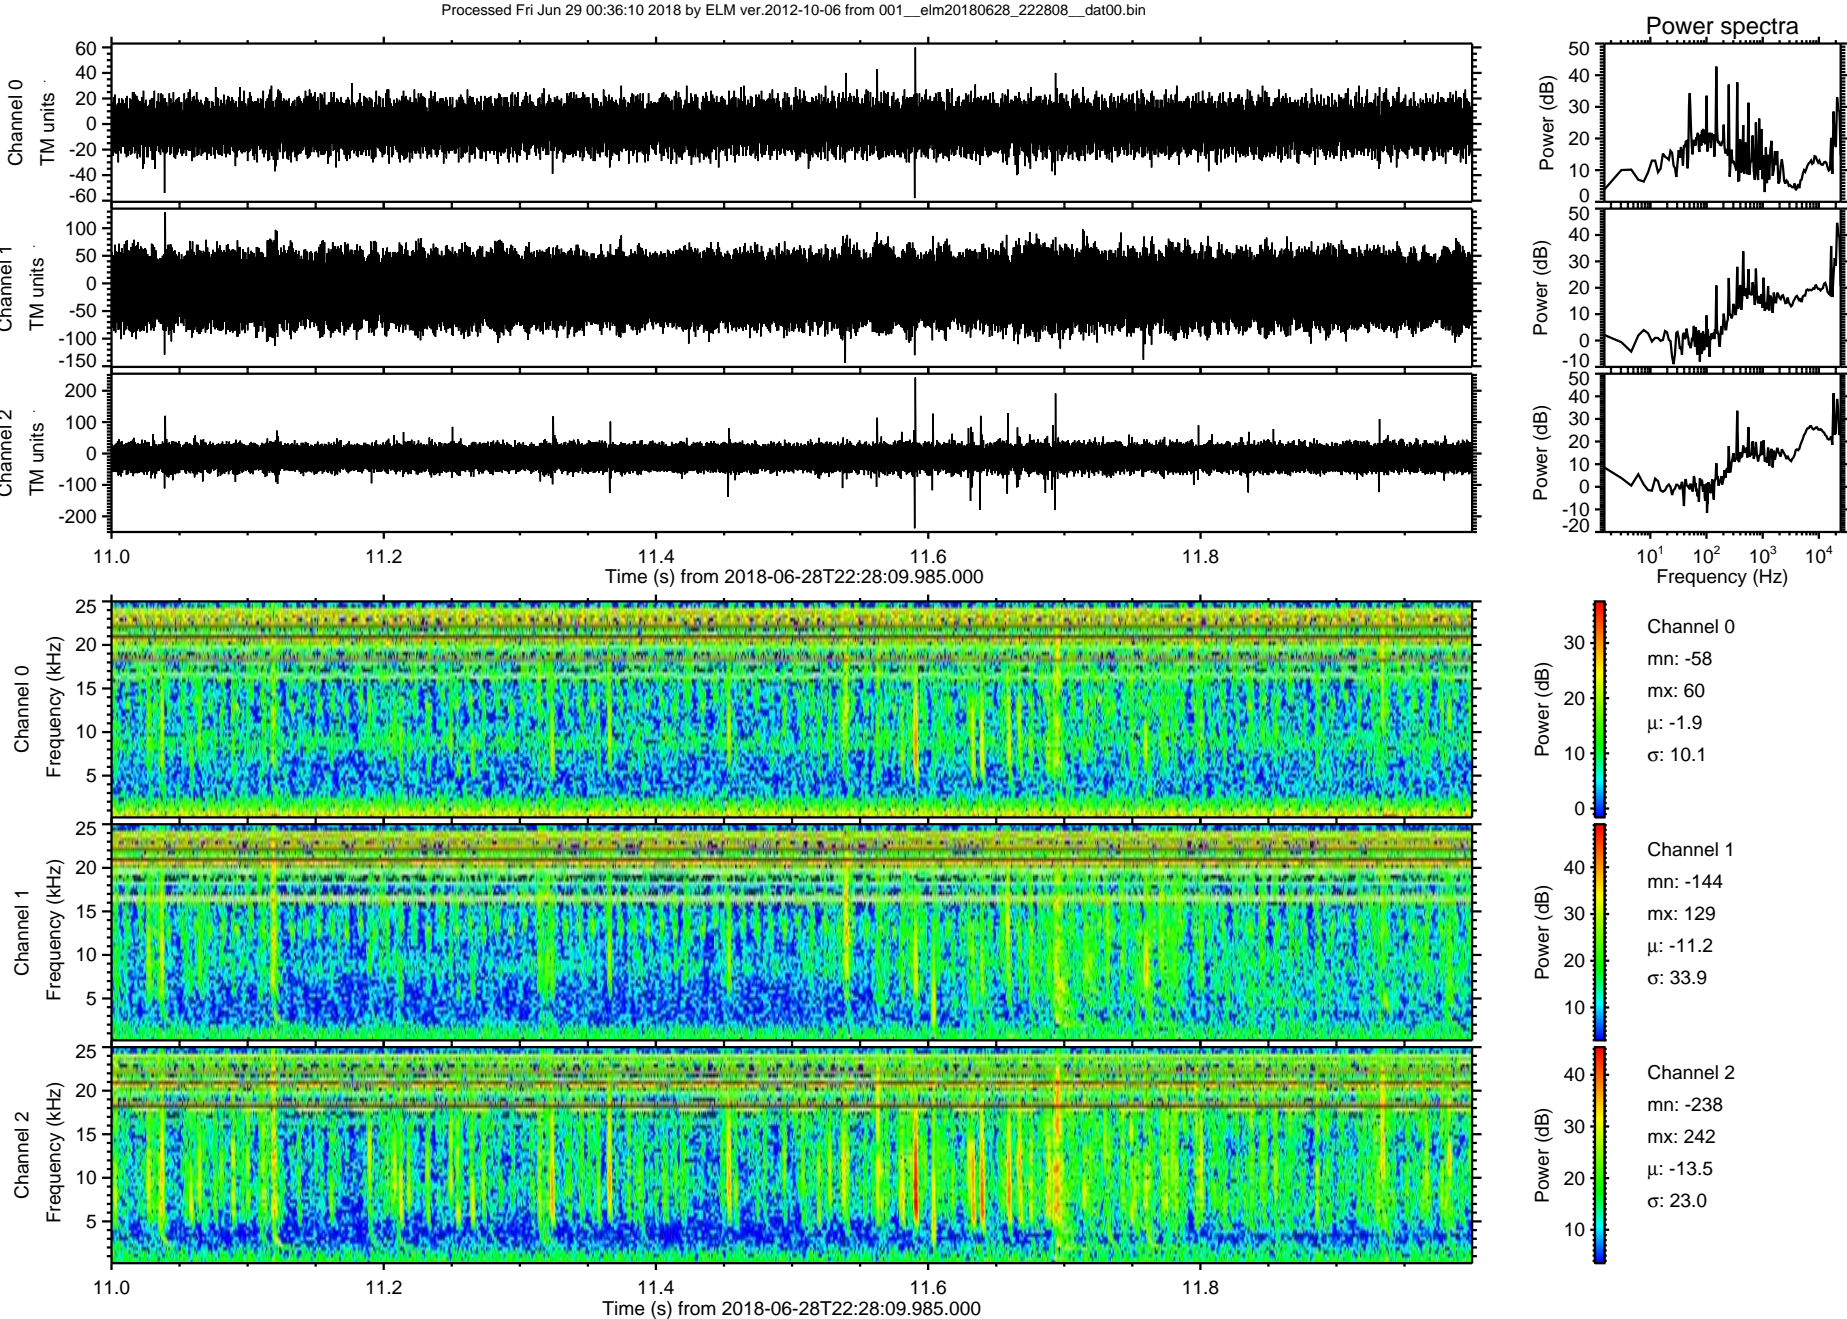 Processed Fri Jun 29 00:36:10 2018 by ELM ver.2012-10-06 from 001__elm20180628_222808__dat00.bin
Power spectra
Channel 0
TM units
60
40
20
0
-20
-40
-60
Power (dB)
50
40
30
20
10
0
Channel 1
TM units
100
50
0
-50
-100
-150
Power (dB)
50
40
30
20
10
0
-10
Channel 2
TM units
200
100
0
-100
-200
Power (dB)
50
40
30
20
10
0
-10
-20
11.0 11.2 11.4 11.6 11.8
Time (s) from 2018-06-28T22:28:09.985.000
10^1 10^2 10^3 10^4
Frequency (Hz)
Channel 0
Frequency (kHz)
25
20
15
10
5
Power (dB)
30
20
10
0
Channel 0
mn: -58
mx: 60
μ: -1.9
σ: 10.1
Channel 1
Frequency (kHz)
25
20
15
10
5
Power (dB)
40
30
20
10
Channel 1
mn: -144
mx: 129
μ: -11.2
σ: 33.9
Channel 2
Frequency (kHz)
25
20
15
10
5
Power (dB)
40
30
20
10
Channel 2
mn: -238
mx: 242
μ: -13.5
σ: 23.0
11.0 11.2 11.4 11.6 11.8
Time (s) from 2018-06-28T22:28:09.985.000